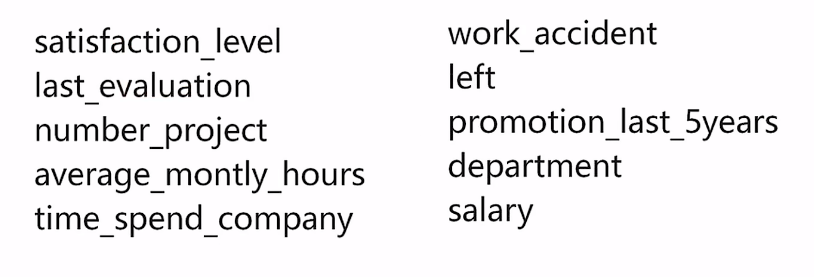 satisfaction_level
last_evaluation
number_project
average_montly_hours
time_spend_company
work_accident
left
promotion_last_5years
department
salary